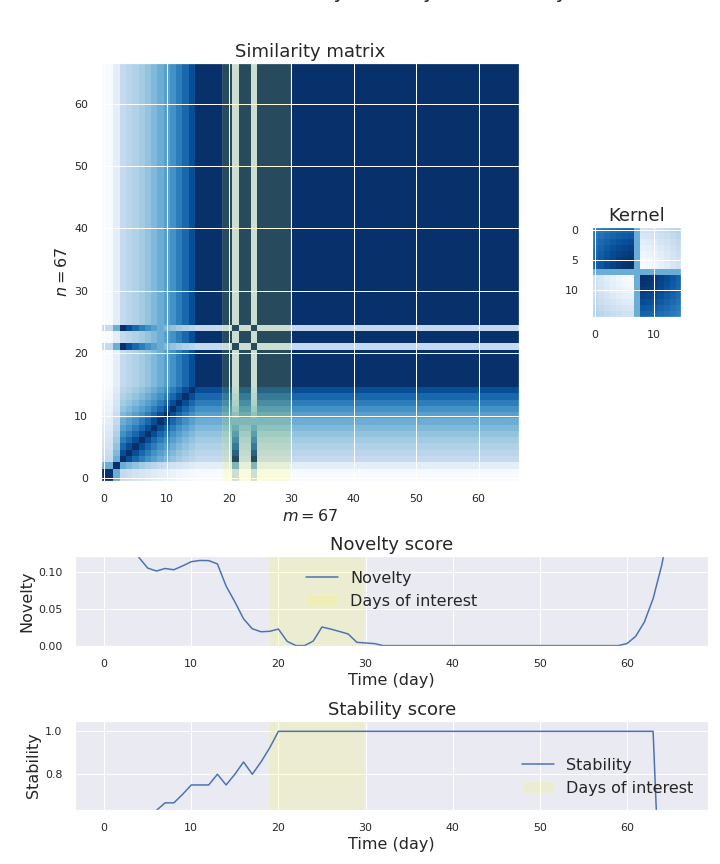 Similarity matrix
60
50
40
30
20
10
0
n = 67
0 10 20 30 40 50 60
m = 67
Kernel
0
5
10
0 10
Novelty score
0.10
0.05
0.00
Novelty
Novelty
Days of interest
0 10 20 30 40 50 60
Time (day)
Stability score
1.0
0.8
Stability
Stability
Days of interest
0 10 20 30 40 50 60
Time (day)